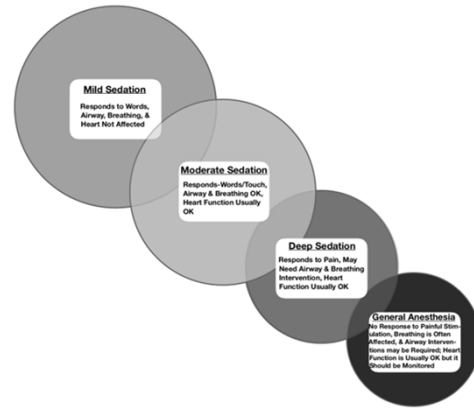 Mild Sedation
Responds to Words,
Airway, Breathing, &
Heart Not Affected
Moderate Sedation
Responds-Words/Touch,
Airway & Breathing OK,
Heart Function Usually
OK
Deep Sedation
Responds to Pain, May
Need Airway & Breathing
Intervention, Heart
Function Usually OK
General Anesthesia
No Response to Painful Stim-
ulation, Breathing is Often
Affected, & Airway Interven-
tions may be Required; Heart
Function is Usually OK but it
Should be Monitored